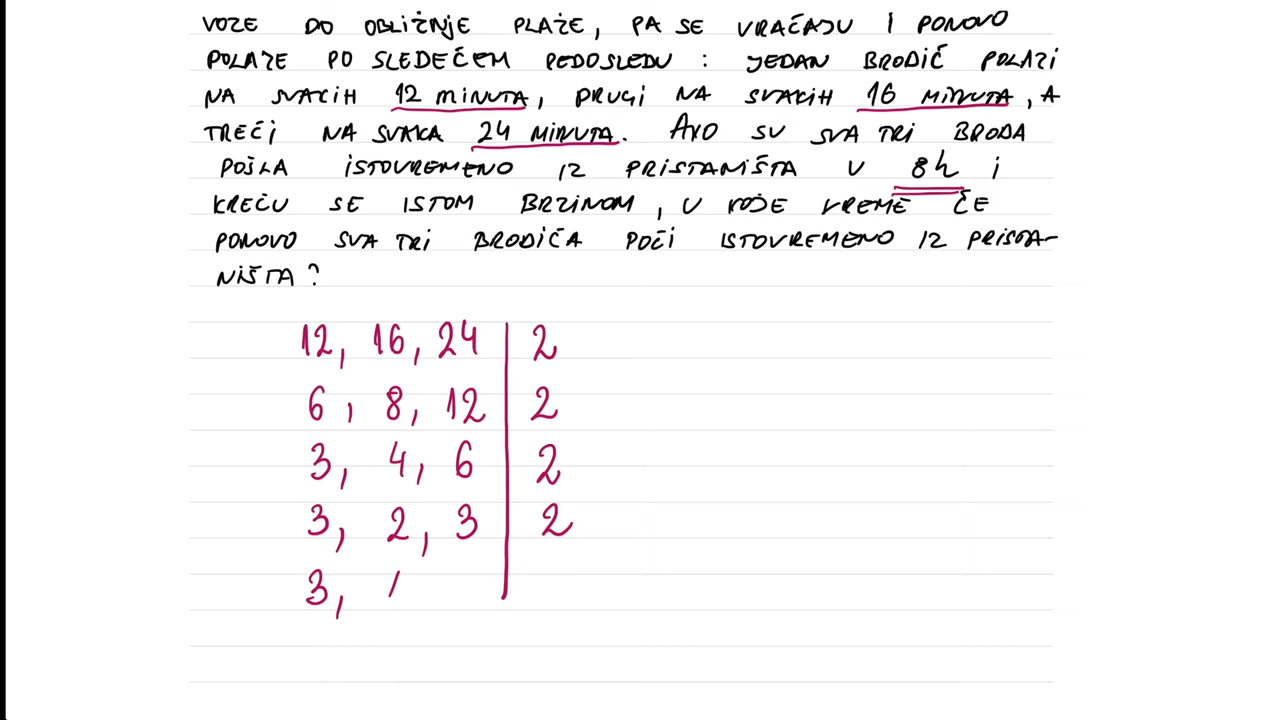 VOZE DO OBLIŽNJE PLAŽE, PA SE VRAĆAJU I PONOVO
POLAZE PO SLEDEĆEM REDOSLEDU : JEDAN BRODIĆ POLAZI
NA SVAKIH 12 MINUTA, DRUGI NA SVAKIH 16 MINUTA, A
TREĆI NA SVAKA 24 MINUTA. AKO SU SVA TRI BRODA
POŠLA ISTOVREMENO IZ PRISTANIŠTA U 8h I
KREĆU SE ISTOM BRZINOM, U KOJE VREME ĆE
PONOVO SVA TRI BRODIĆA POĆI ISTOVREMENO IZ PRISTA-
NIŠTA?
12, 16, 24 | 2
6, 8, 12 | 2
3, 4, 6 | 2
3, 2, 3 | 2
3, 1